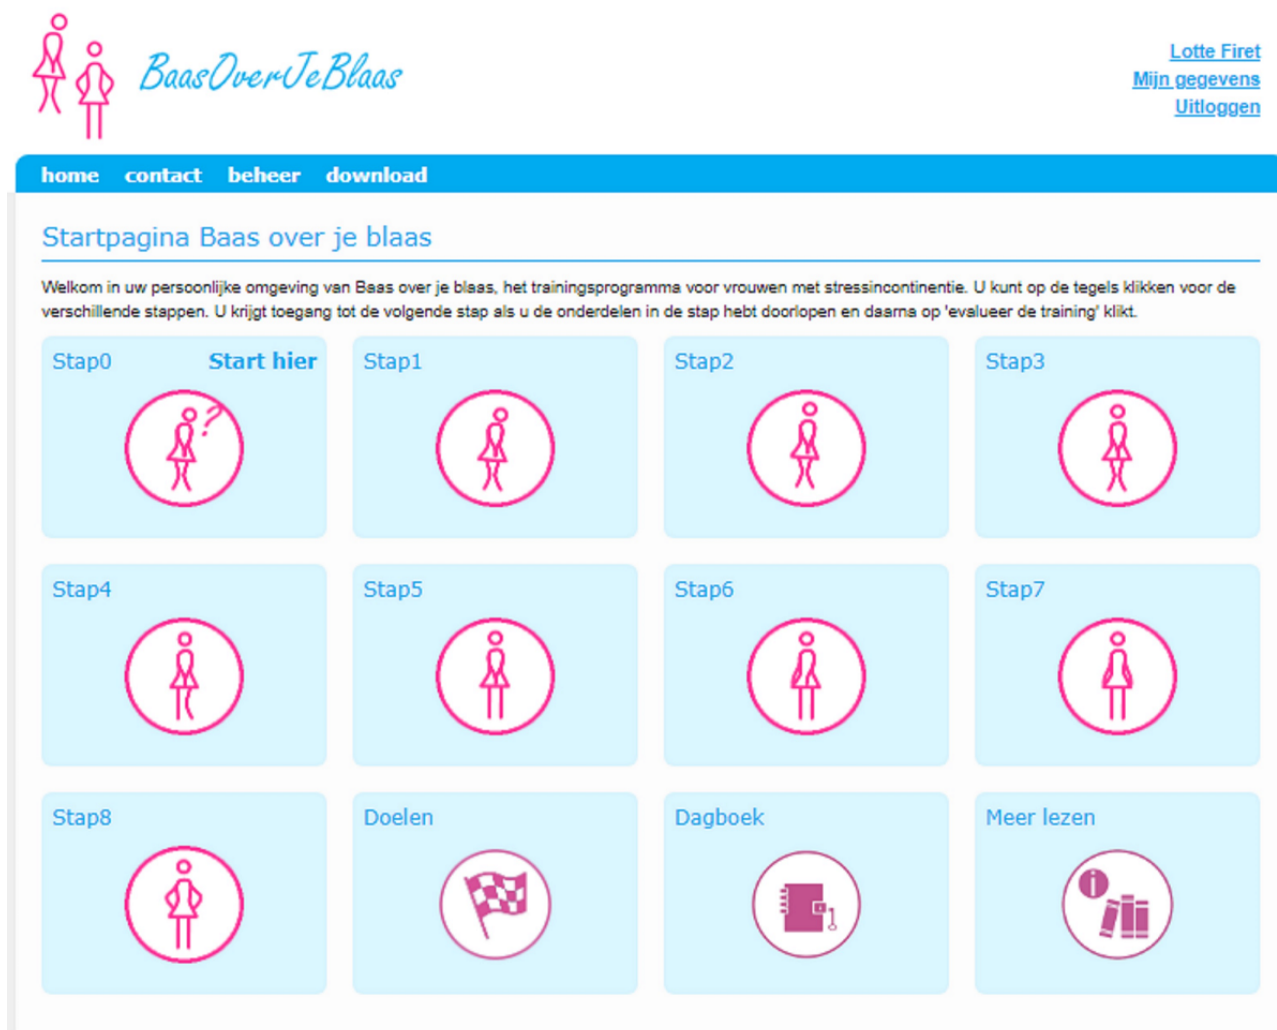 BaasOverJeBlaas
Lotte Firet
Mijn gegevens
Uitloggen
home contact beheer download
Startpagina Baas over je blaas
Welkom in uw persoonlijke omgeving van Baas over je blaas, het trainingsprogramma voor vrouwen met stressincontinentie. U kunt op de tegels klikken voor de
verschillende stappen. U krijgt toegang tot de volgende stap als u de onderdelen in de stap hebt doorlopen en daarna op 'evalueer de training' klikt.
Stap0 Start hier Stap1 Stap2 Stap3
?
Stap4 Stap5 Stap6 Stap7
Stap8 Doelen Dagboek Meer lezen
i